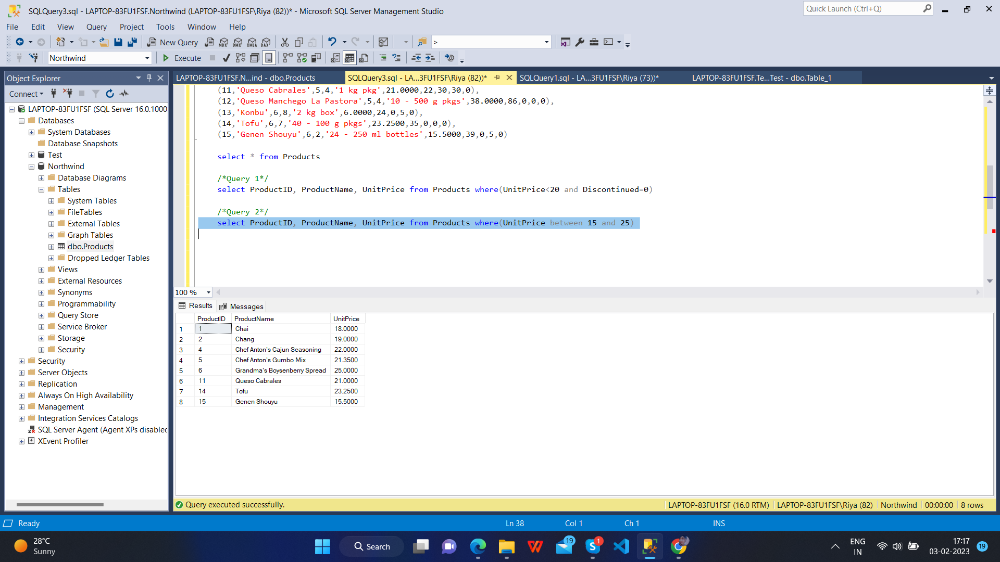 SQLQuery3.sql - LAPTOP-83FU1FSF.Northwind (LAPTOP-83FU1FSF\Riya (82))* - Microsoft SQL Server Management Studio
Quick Launch (Ctrl+Q)
File Edit View Query Project Tools Window Help
New Query MDX DMX XMLA DAX >
Northwind Execute
Object Explorer
Connect
LAPTOP-83FU1FSF (SQL Server 16.0.1000
Databases
System Databases
Database Snapshots
Test
Northwind
Database Diagrams
Tables
System Tables
FileTables
External Tables
Graph Tables
dbo.Products
Dropped Ledger Tables
Views
External Resources
Synonyms
Programmability
Query Store
Service Broker
Storage
Security
Security
Server Objects
Replication
Always On High Availability
Management
Integration Services Catalogs
SQL Server Agent (Agent XPs disabled
XEvent Profiler
LAPTOP-83FU1FSF.N...ind - dbo.Products SQLQuery3.sql - LA...3FU1FSF\Riya (82))* SQLQuery1.sql - LA...3FU1FSF\Riya (73))* LAPTOP-83FU1FSF.Te...Test - dbo.Table_1
(11,'Queso Cabrales',5,4,'1 kg pkg',21.0000,22,30,30,0),
(12,'Queso Manchego La Pastora',5,4,'10 - 500 g pkgs',38.0000,86,0,0,0),
(13,'Konbu',6,8,'2 kg box',6.0000,24,0,5,0),
(14,'Tofu',6,7,'40 - 100 g pkgs',23.2500,35,0,0,0),
(15,'Genen Shouyu',6,2,'24 - 250 ml bottles',15.5000,39,0,5,0)
select * from Products
/*Query 1*/
select ProductID, ProductName, UnitPrice from Products where(UnitPrice<20 and Discontinued=0)
/*Query 2*/
select ProductID, ProductName, UnitPrice from Products where(UnitPrice between 15 and 25)
100 %
Results Messages
ProductID ProductName UnitPrice
1 1 Chai 18.0000
2 2 Chang 19.0000
3 4 Chef Anton's Cajun Seasoning 22.0000
4 5 Chef Anton's Gumbo Mix 21.3500
5 6 Grandma's Boysenberry Spread 25.0000
6 11 Queso Cabrales 21.0000
7 14 Tofu 23.2500
8 15 Genen Shouyu 15.5000
Query executed successfully. LAPTOP-83FU1FSF (16.0 RTM) LAPTOP-83FU1FSF\Riya (82) Northwind 00:00:00 8 rows
Ready Ln 38 Col 1 Ch 1 INS
28°C
Sunny
Search
19
1
ENG
IN
17:17
03-02-2023
19